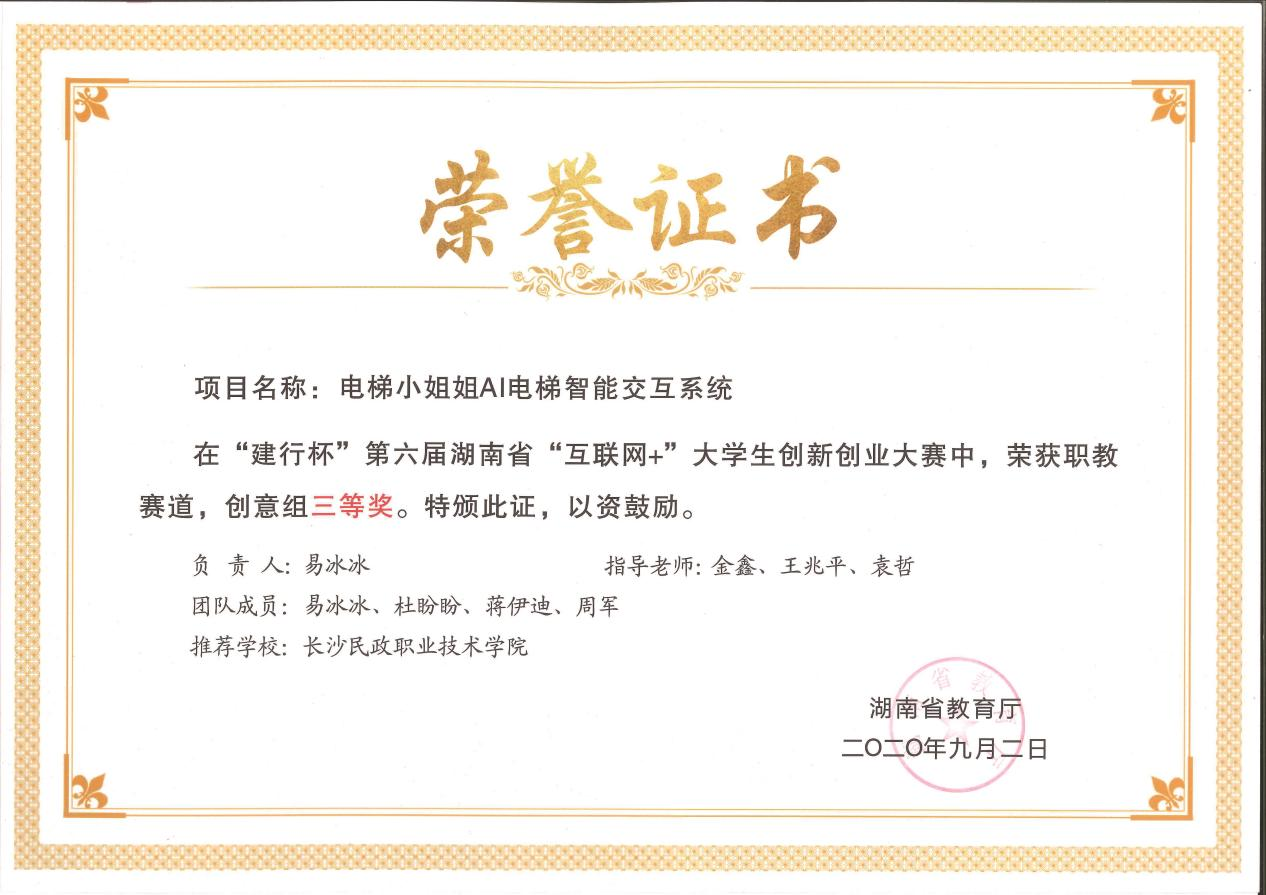 荣誉证书
项目名称：电梯小姐姐AI电梯智能交互系统
在“建行杯”第六届湖南省“互联网+”大学生创新创业大赛中，荣获职教
赛道，创意组三等奖。特颁此证，以资鼓励。
负 责 人：易冰冰 指导老师：金鑫、王兆平、袁哲
团队成员：易冰冰、杜盼盼、蒋伊迪、周军
推荐学校：长沙民政职业技术学院
省教
湖南省教育厅
二〇二〇年九月二日